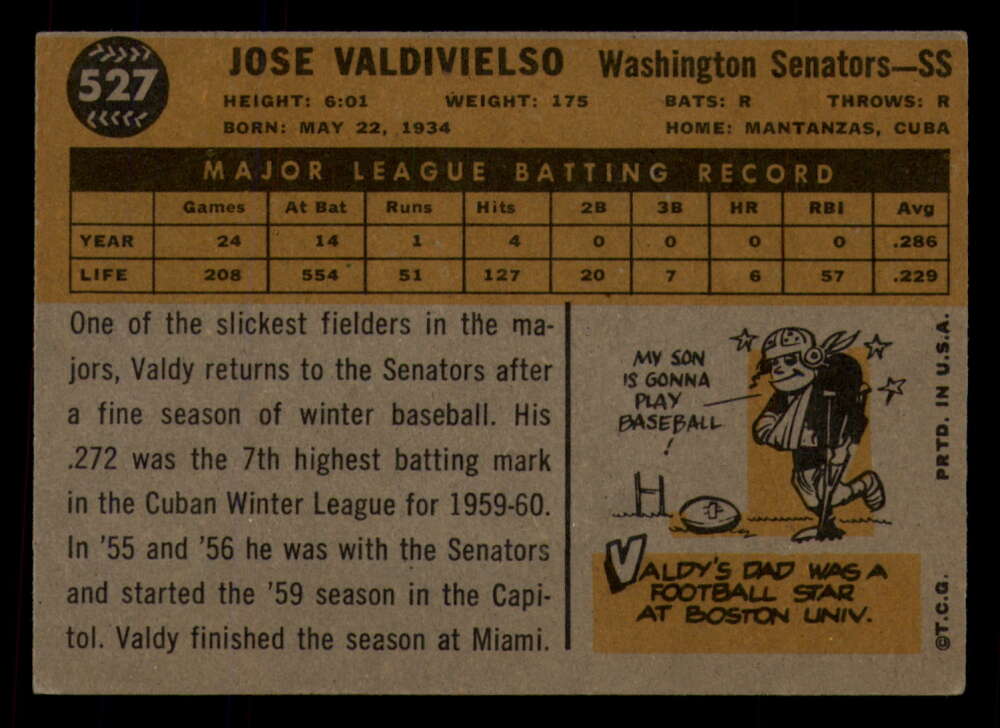 527
JOSE VALDIVIELSO Washington Senators—SS
HEIGHT: 6:01 WEIGHT: 175 BATS: R THROWS: R
BORN: MAY 22, 1934 HOME: MANTANZAS, CUBA
MAJOR LEAGUE BATTING RECORD
Games At Bat Runs Hits 2B 3B HR RBI Avg
YEAR 24 14 1 4 0 0 0 0 .286
LIFE 208 554 51 127 20 7 6 57 .229
One of the slickest fielders in the ma-
jors, Valdy returns to the Senators after
a fine season of winter baseball. His
.272 was the 7th highest batting mark
in the Cuban Winter League for 1959-60.
In '55 and '56 he was with the Senators
and started the '59 season in the Capi-
tol. Valdy finished the season at Miami.
MY SON
IS GONNA
PLAY
BASEBALL
!
VALDY'S DAD WAS A
FOOTBALL STAR
AT BOSTON UNIV.
©T.C.G. PRTD. IN U.S.A.